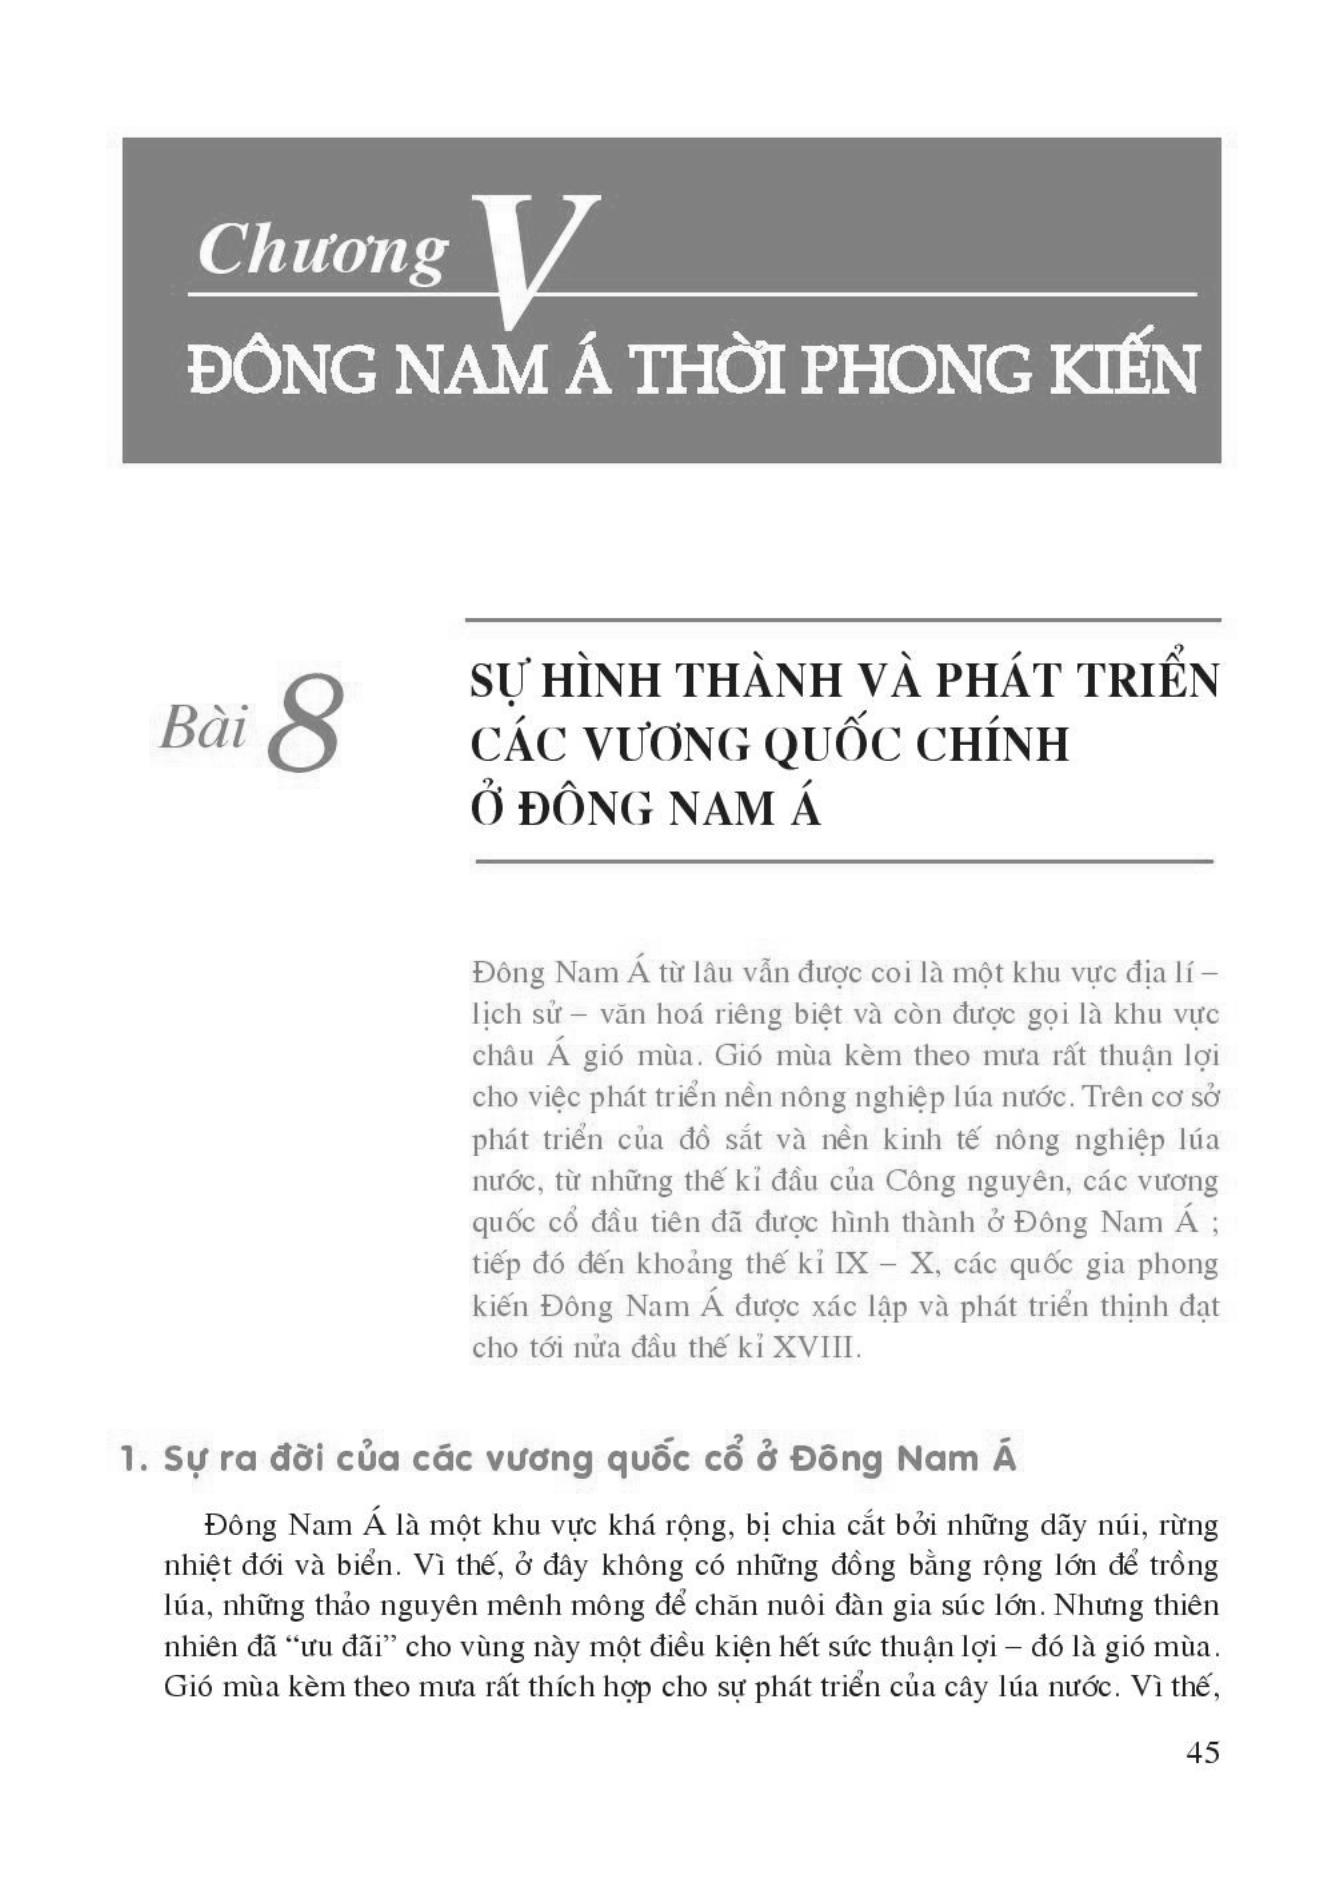 Chương V
ĐÔNG NAM Á THỜI PHONG KIẾN
Bài 8
SỰ HÌNH THÀNH VÀ PHÁT TRIỂN
CÁC VƯƠNG QUỐC CHÍNH
Ở ĐÔNG NAM Á
Đông Nam Á từ lâu vẫn được coi là một khu vực địa lí –
lịch sử – văn hoá riêng biệt và còn được gọi là khu vực
châu Á gió mùa. Gió mùa kèm theo mưa rất thuận lợi
cho việc phát triển nền nông nghiệp lúa nước. Trên cơ sở
phát triển của đồ sắt và nền kinh tế nông nghiệp lúa
nước, từ những thế kỉ đầu của Công nguyên, các vương
quốc cổ đầu tiên đã được hình thành ở Đông Nam Á ;
tiếp đó đến khoảng thế kỉ IX – X, các quốc gia phong
kiến Đông Nam Á được xác lập và phát triển thịnh đạt
cho tới nửa đầu thế kỉ XVIII.
1. Sự ra đời của các vương quốc cổ ở Đông Nam Á
Đông Nam Á là một khu vực khá rộng, bị chia cắt bởi những dãy núi, rừng
nhiệt đới và biển. Vì thế, ở đây không có những đồng bằng rộng lớn để trồng
lúa, những thảo nguyên mênh mông để chăn nuôi đàn gia súc lớn. Nhưng thiên
nhiên đã “ưu đãi” cho vùng này một điều kiện hết sức thuận lợi – đó là gió mùa.
Gió mùa kèm theo mưa rất thích hợp cho sự phát triển của cây lúa nước. Vì thế,
45